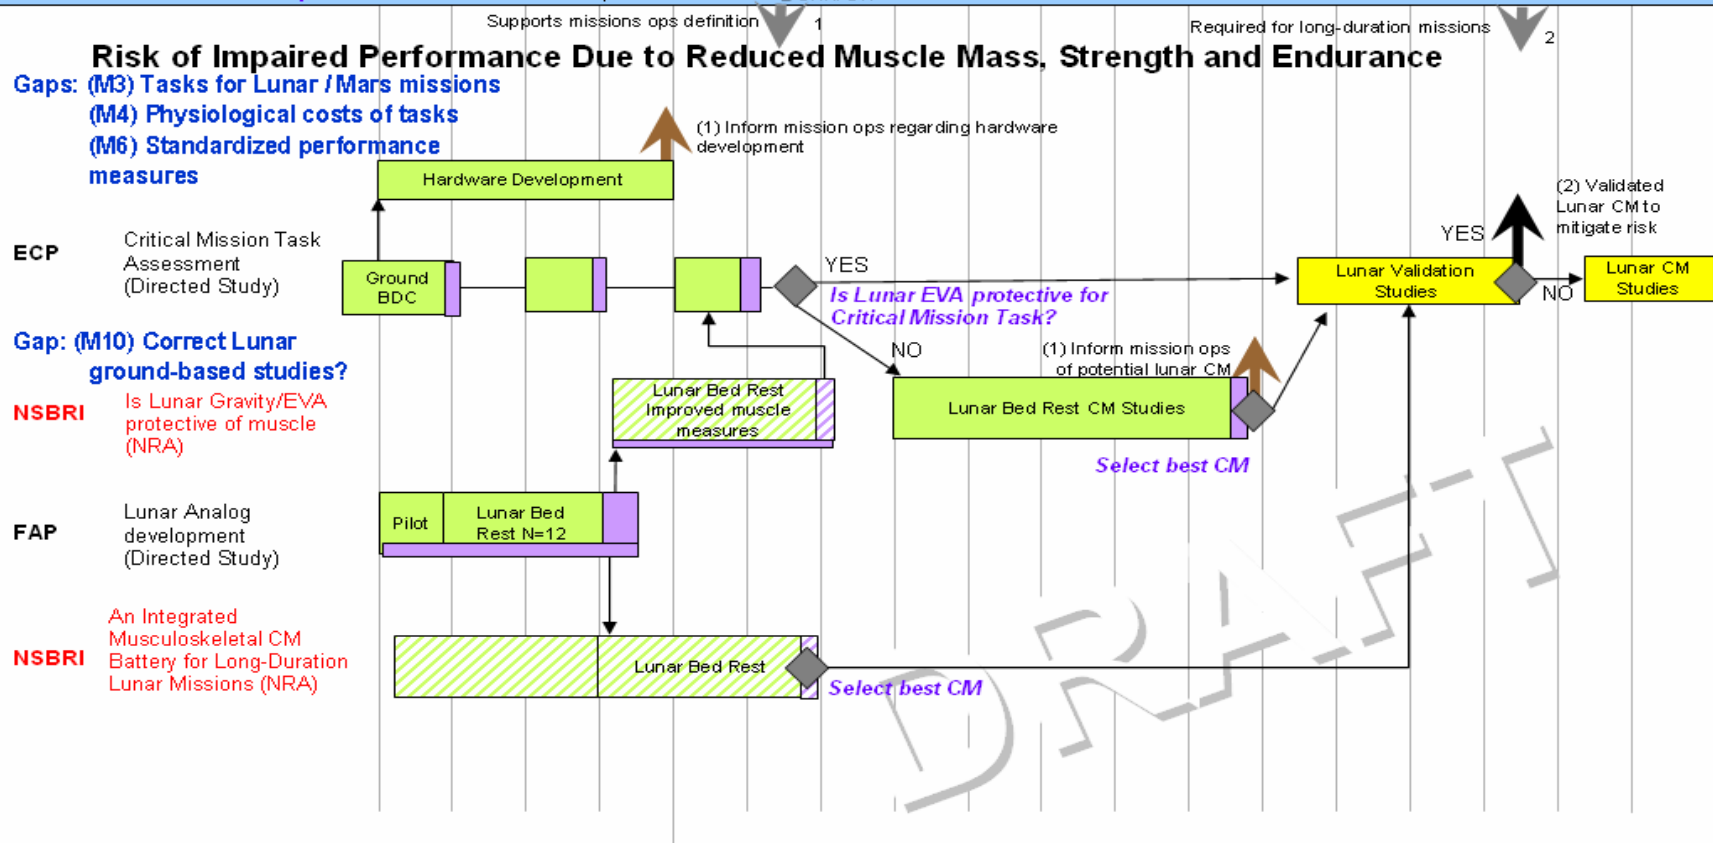 Supports missions ops definition
1
Required for long-duration missions
2
Risk of Impaired Performance Due to Reduced Muscle Mass, Strength and Endurance
Gaps: (M3) Tasks for Lunar / Mars missions
(M4) Physiological costs of tasks
(M6) Standardized performance
measures
(1) Inform mission ops regarding hardware
development
Hardware Development
(2) Validated
Lunar CM to
mitigate risk
ECP
Critical Mission Task
Assessment
(Directed Study)
Ground
BDC
YES
Is Lunar EVA protective for
Critical Mission Task?
NO
YES
Lunar Validation
Studies
NO
Lunar CM
Studies
Gap: (M10) Correct Lunar
ground-based studies?
NSBRI
Is Lunar Gravity/EVA
protective of muscle
(NRA)
Lunar Bed Rest
Improved muscle
measures
(1) Inform mission ops
of potential lunar CM
Lunar Bed Rest CM Studies
Select best CM
FAP
Lunar Analog
development
(Directed Study)
Pilot
Lunar Bed
Rest N=12
NSBRI
An Integrated
Musculoskeletal CM
Battery for Long-Duration
Lunar Missions (NRA)
Lunar Bed Rest
Select best CM
DRAFT